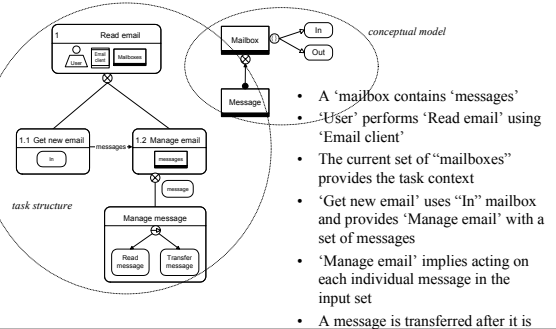 1 Read email
User
Email
client
Mailboxes
Mailbox
In
Out
conceptual model
Message
1.1 Get new email
In
messages
1.2 Manage email
messages
message
task structure
Manage message
Read
message
Transfer
message
• A ‘mailbox contains ‘messages’
• ‘User’ performs ‘Read email’ using
‘Email client’
• The current set of “mailboxes”
provides the task context
• ‘Get new email’ uses “In” mailbox
and provides ‘Manage email’ with a
set of messages
• ‘Manage email’ implies acting on
each individual message in the
input set
• A message is transferred after it is